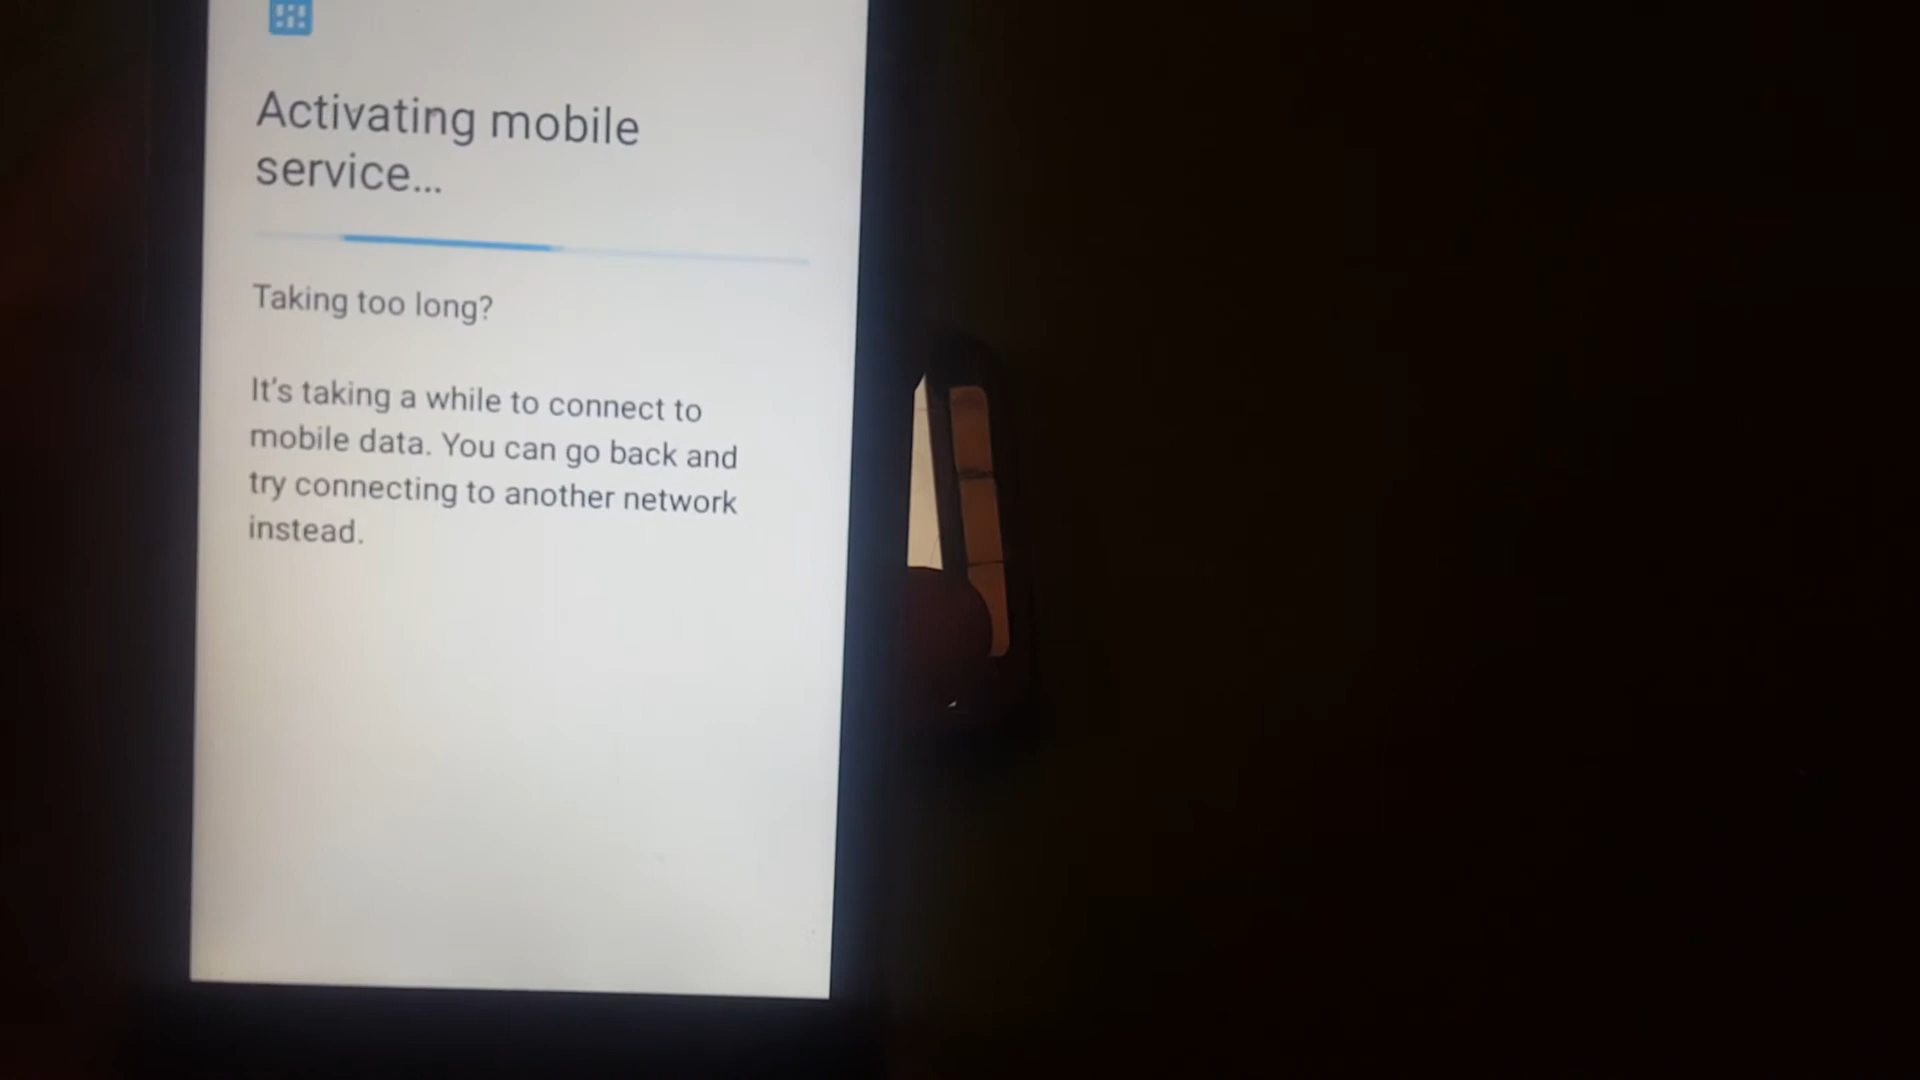 Activating mobile
service...
Taking too long?
It's taking a while to connect to
mobile data. You can go back and
try connecting to another network
instead.